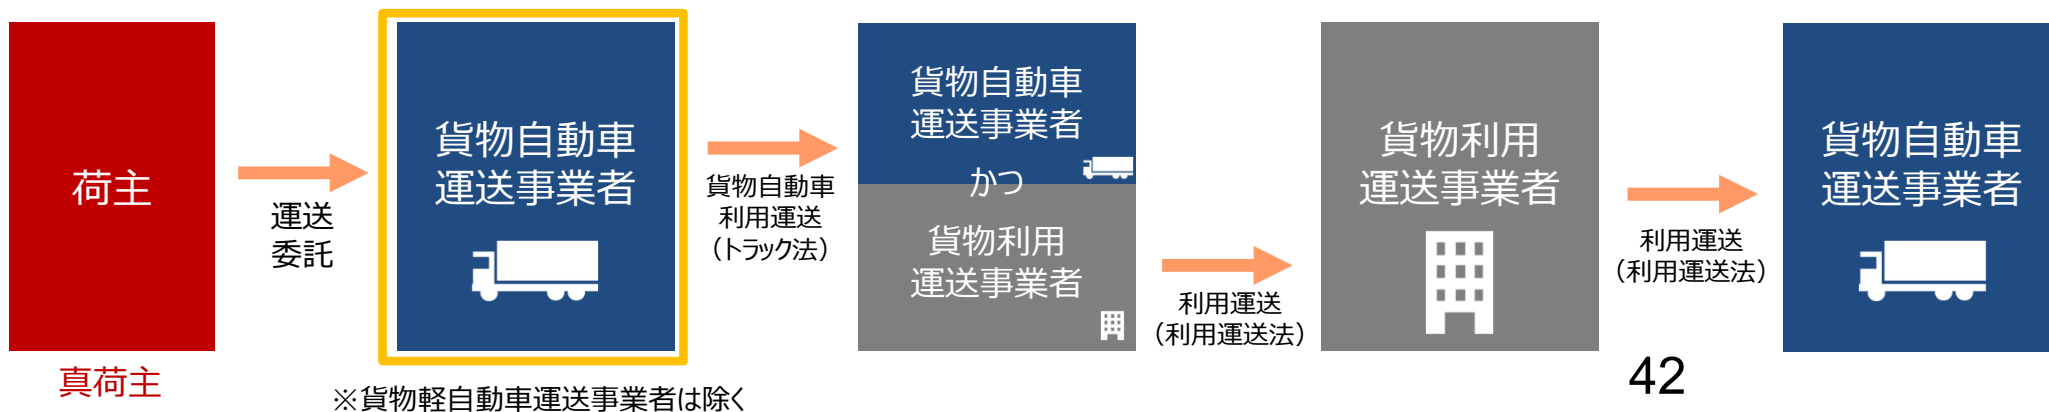 荷主
真荷主
運送
委託
貨物自動車
運送事業者
※貨物軽自動車運送事業者は除く
貨物自動車
利用運送
（トラック法）
貨物自動車
運送事業者
かつ
貨物利用
運送事業者
利用運送
（利用運送法）
貨物利用
運送事業者
利用運送
（利用運送法）
貨物自動車
運送事業者
42